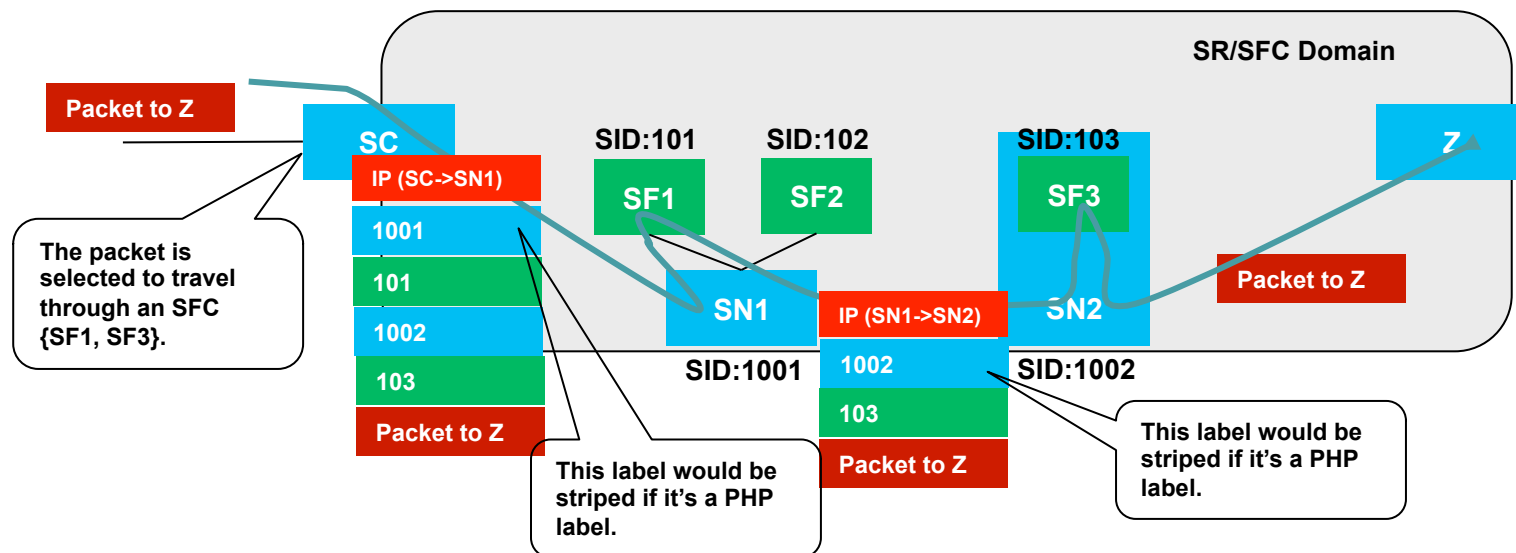 SR/SFC Domain
Packet to Z
SC
SID:101
SID:102
SID:103
Z
IP (SC->SN1)
SF1
SF2
SF3
1001
The packet is
selected to travel
through an SFC
{SF1, SF3}.
101
1002
103
Packet to Z
SN1
IP (SN1->SN2)
SN2
Packet to Z
SID:1001
1002
SID:1002
103
Packet to Z
This label would be
striped if it's a PHP
label.
This label would be
striped if it's a PHP
label.